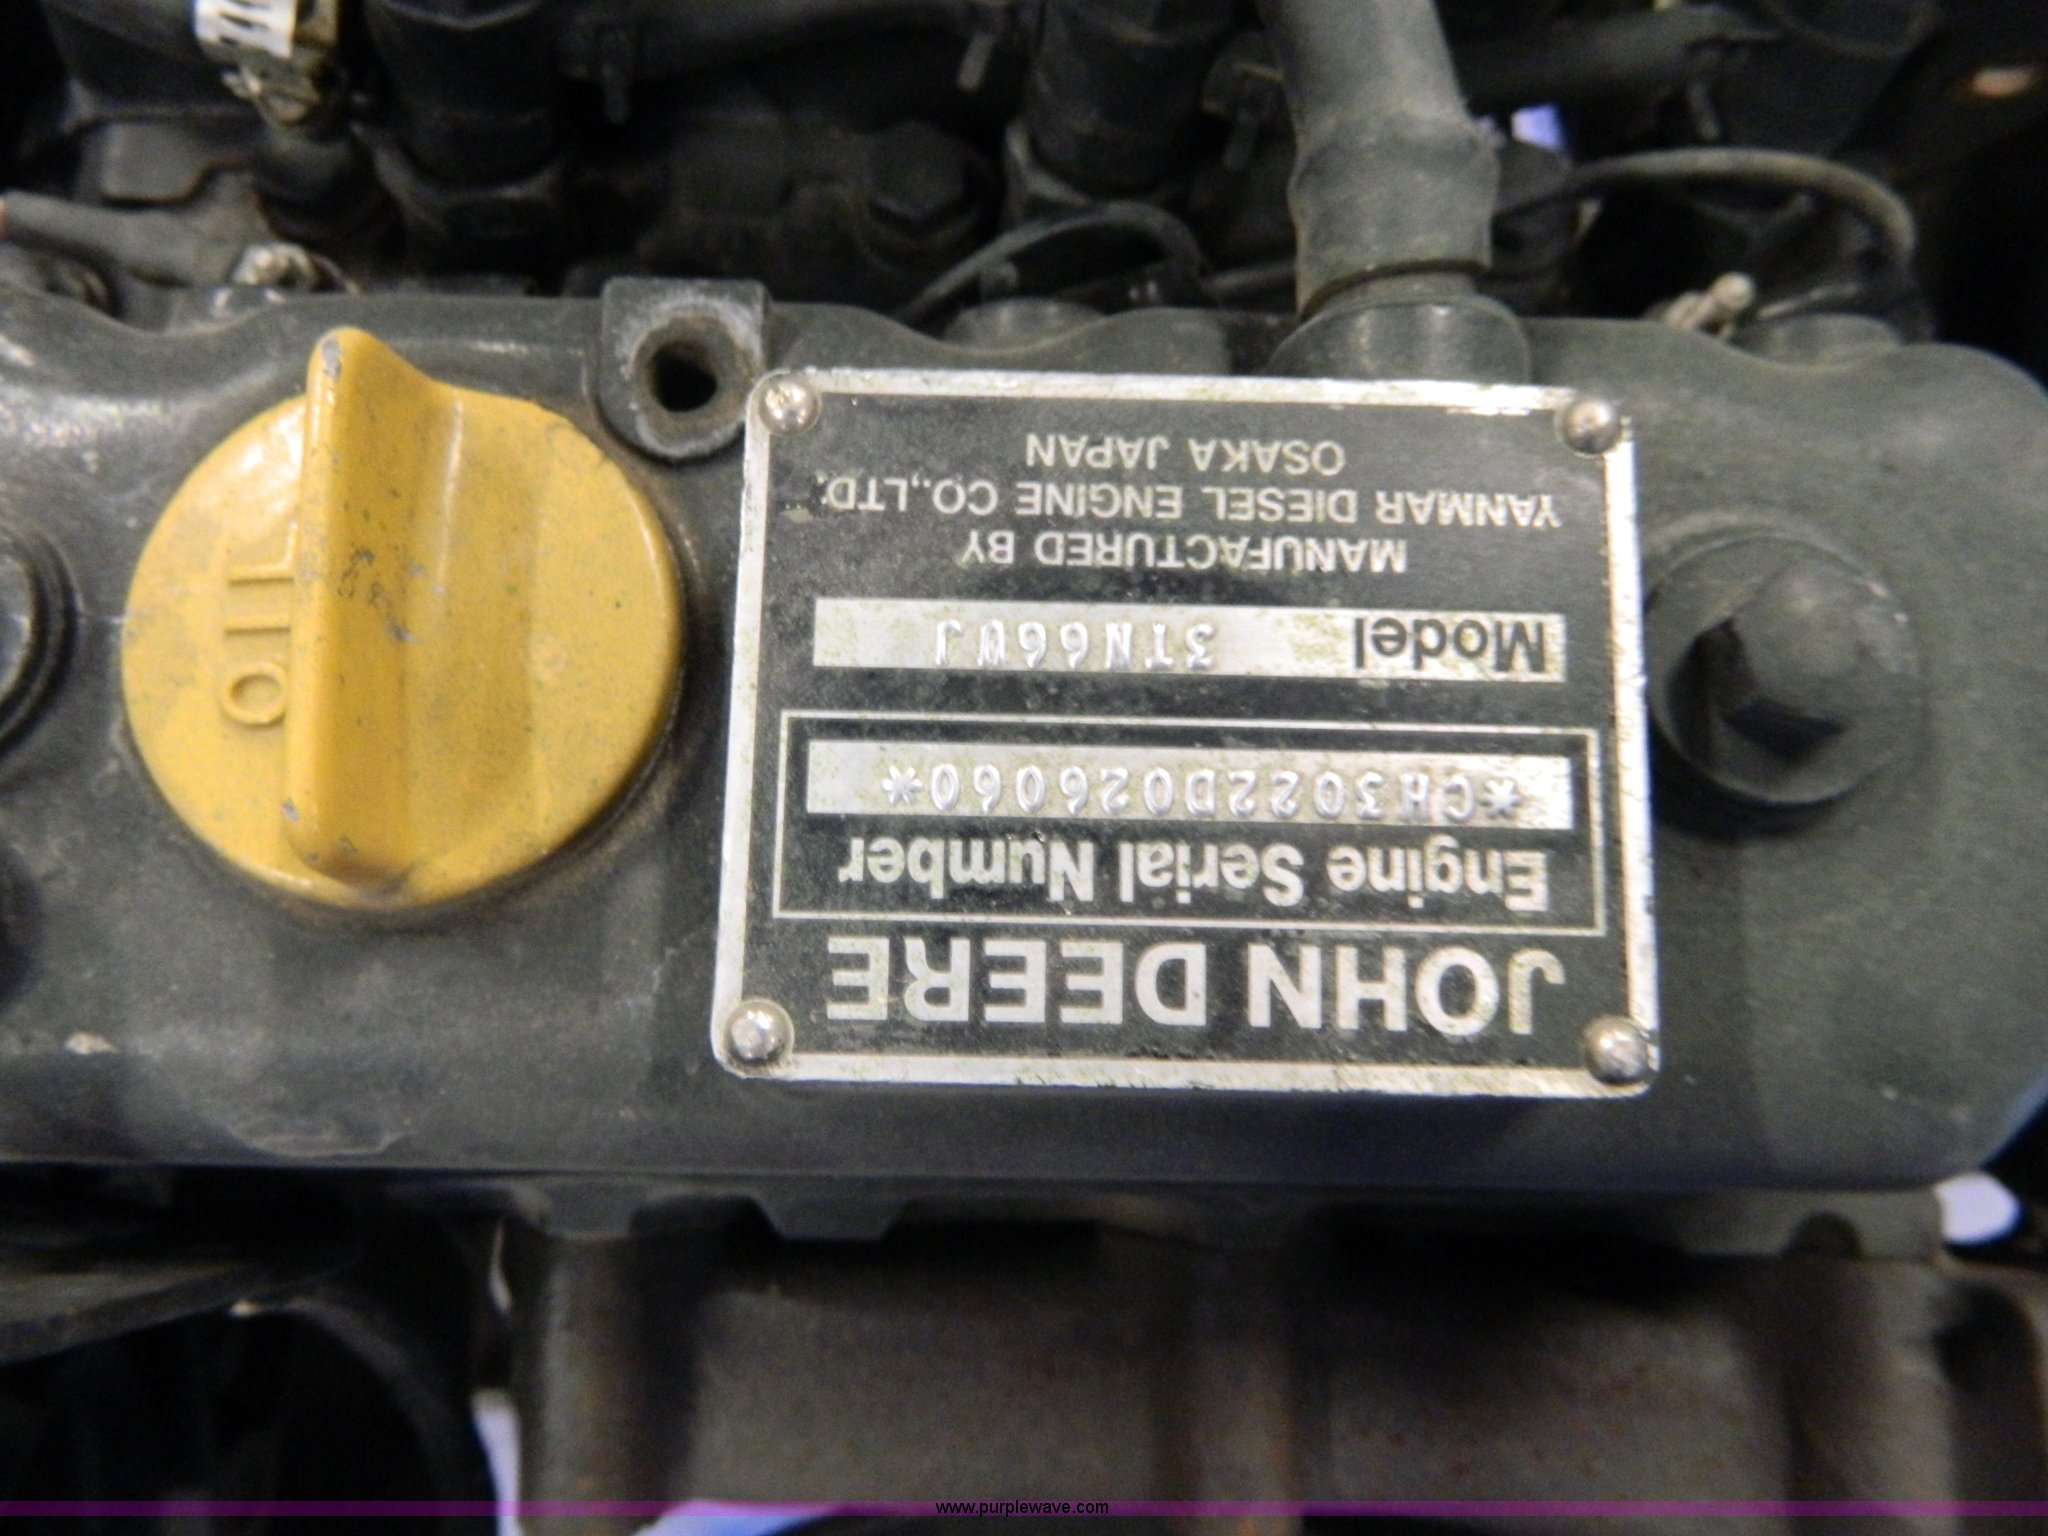 JOHN DEERE
Engine Serial Number
*CH3022D026060*
Model 3TN66UJ
MANUFACTURED BY
YANMAR DIESEL ENGINE CO.,LTD.
OSAKA JAPAN
OIL
www.purplewave.com